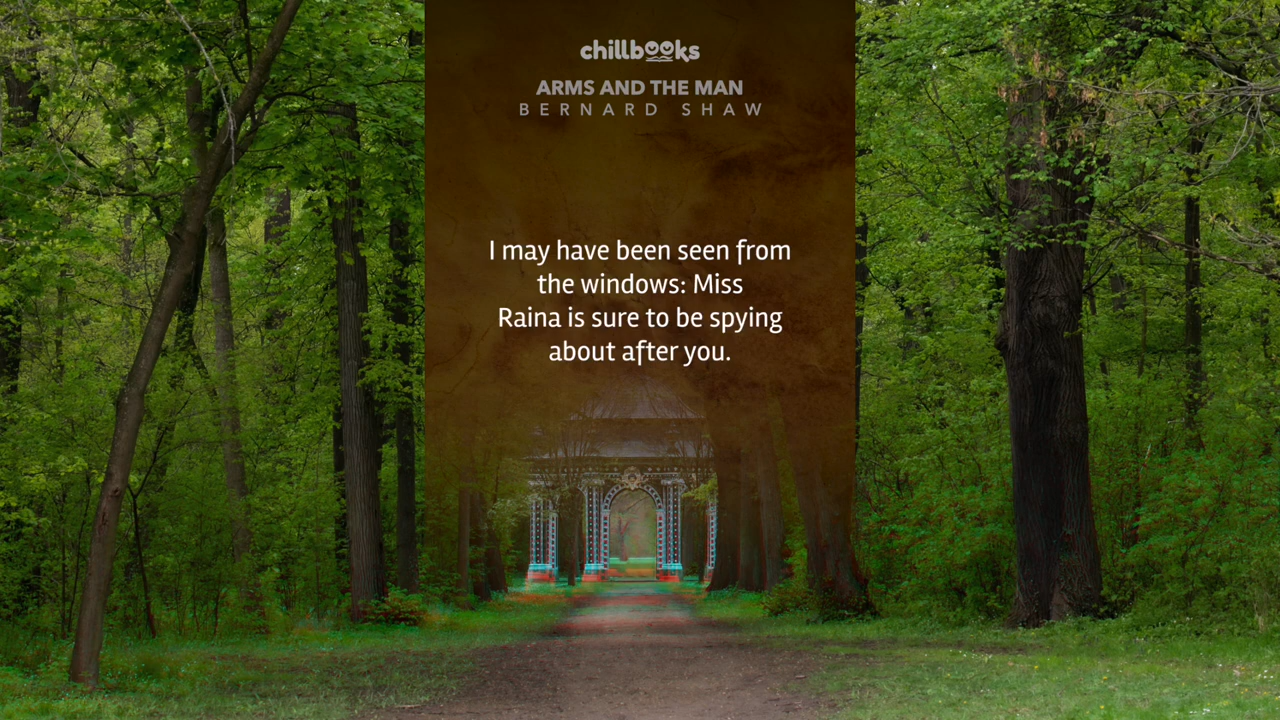 chillbooks
ARMS AND THE MAN
BERNARD SHAW
I may have been seen from
the windows: Miss
Raina is sure to be spying
about after you.